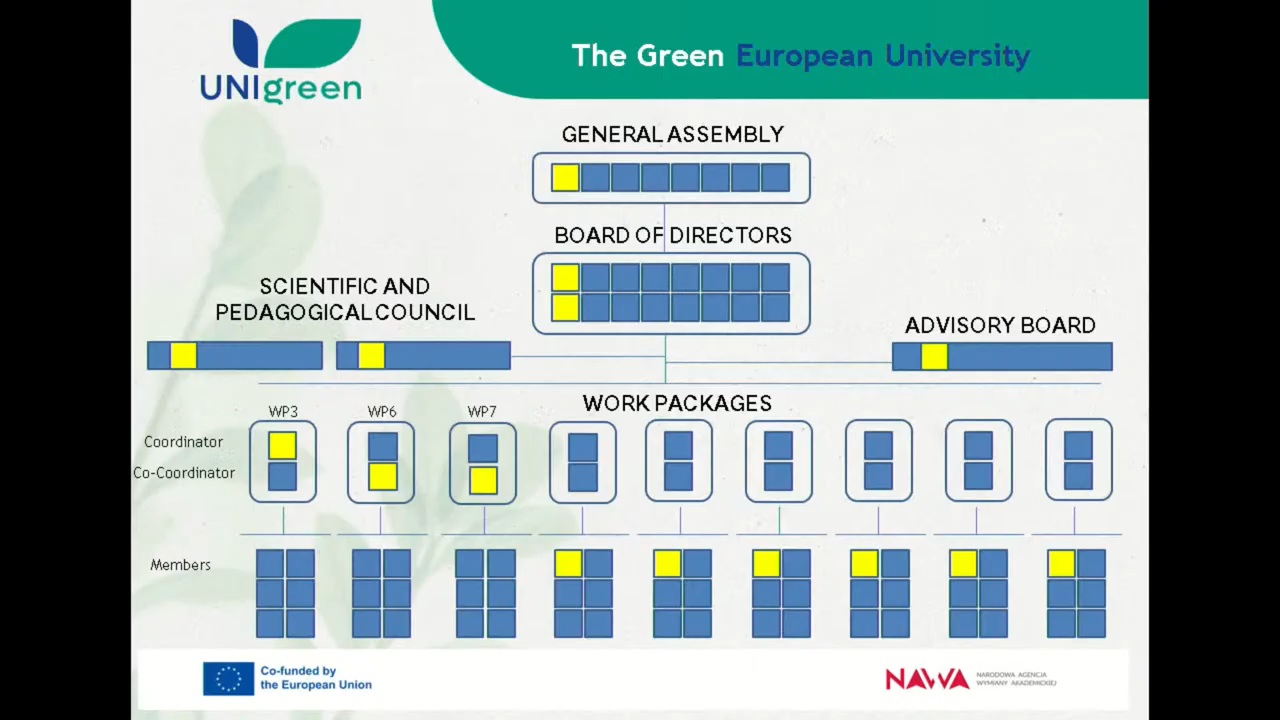 UNIgreen
The Green European University
GENERAL ASSEMBLY
BOARD OF DIRECTORS
SCIENTIFIC AND
PEDAGOGICAL COUNCIL
ADVISORY BOARD
WORK PACKAGES
WP3
WP6
WP7
Coordinator
Co-Coordinator
Members
Co-funded by
the European Union
NAWA
NARODOWA AGENCJA
WYMIANY AKADEMICKIEJ